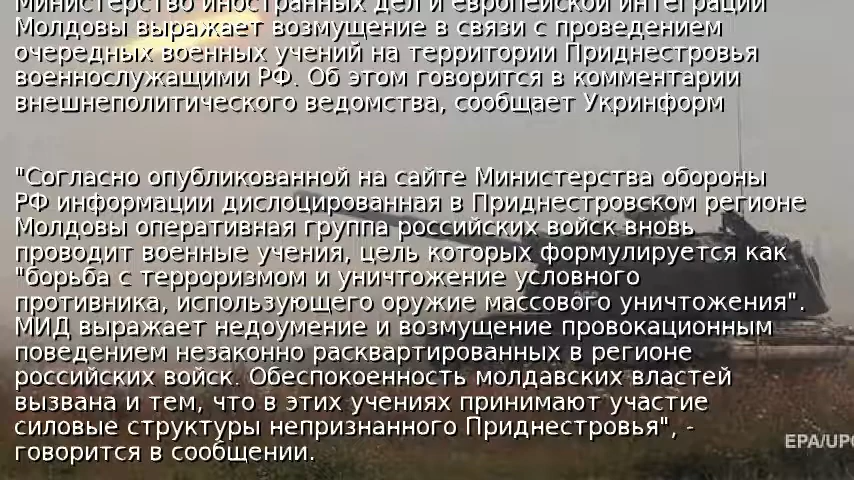 Министерство иностранных дел и европейской интеграции
Молдовы выражает возмущение в связи с проведением
очередных военных учений на территории Приднестровья
военнослужащими РФ. Об этом говорится в комментарии
внешнеполитического ведомства, сообщает Укринформ
"Согласно опубликованной на сайте Министерства обороны
РФ информации дислоцированная в Приднестровском регионе
Молдовы оперативная группа российских войск вновь
проводит военные учения, цель которых формулируется как
"борьба с терроризмом и уничтожение условного
противника, использующего оружие массового уничтожения".
МИД выражает недоумение и возмущение провокационным
поведением незаконно расквартированных в регионе
российских войск. Обеспокоенность молдавских властей
вызвана и тем, что в этих учениях принимают участие
силовые структуры непризнанного Приднестровья", -
говорится в сообщении.
EPA/UPG